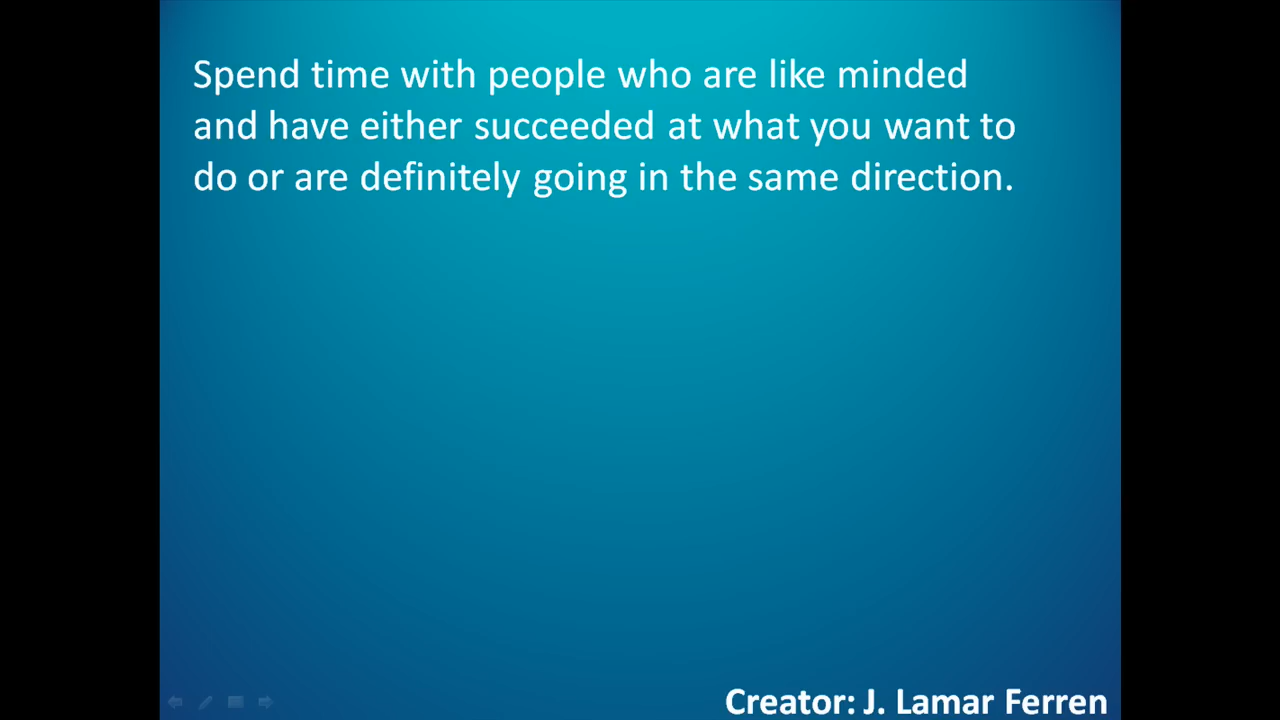 Spend time with people who are like minded
and have either succeeded at what you want to
do or are definitely going in the same direction.
Creator: J. Lamar Ferren